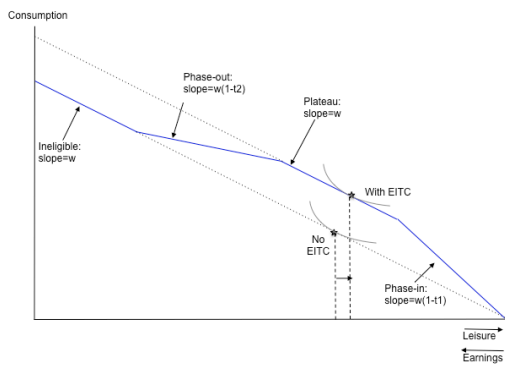 Consumption
Phase-out:
slope=w(1-t2)
Plateau:
slope=w
Ineligible:
slope=w
With EITC
No
EITC
Phase-in:
slope=w(1-t1)
Leisure
Earnings